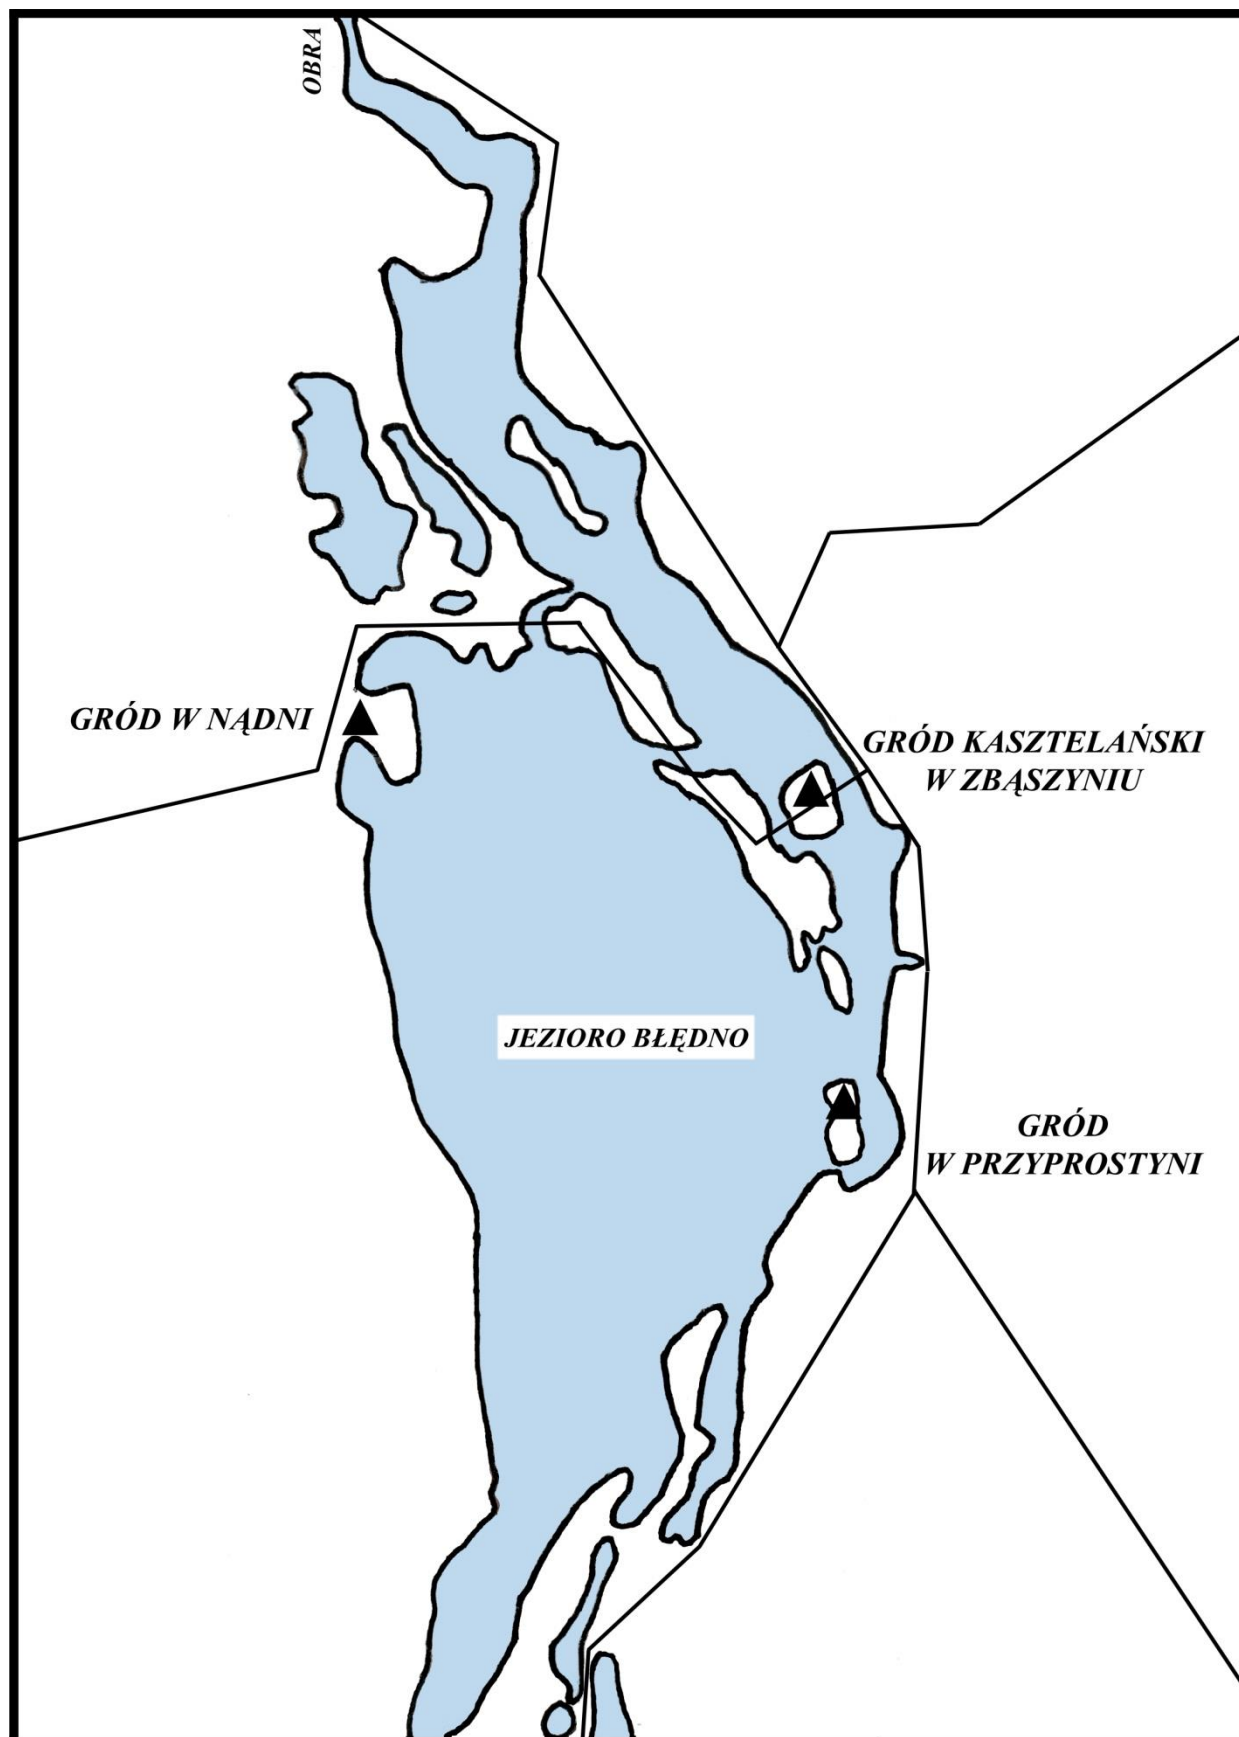 OBRA
GRÓD W NĄDNI
GRÓD KASZTELAŃSKI
W ZBĄSZYNIU
JEZIORO BŁĘDNO
GRÓD
W PRZYPROSTYNI